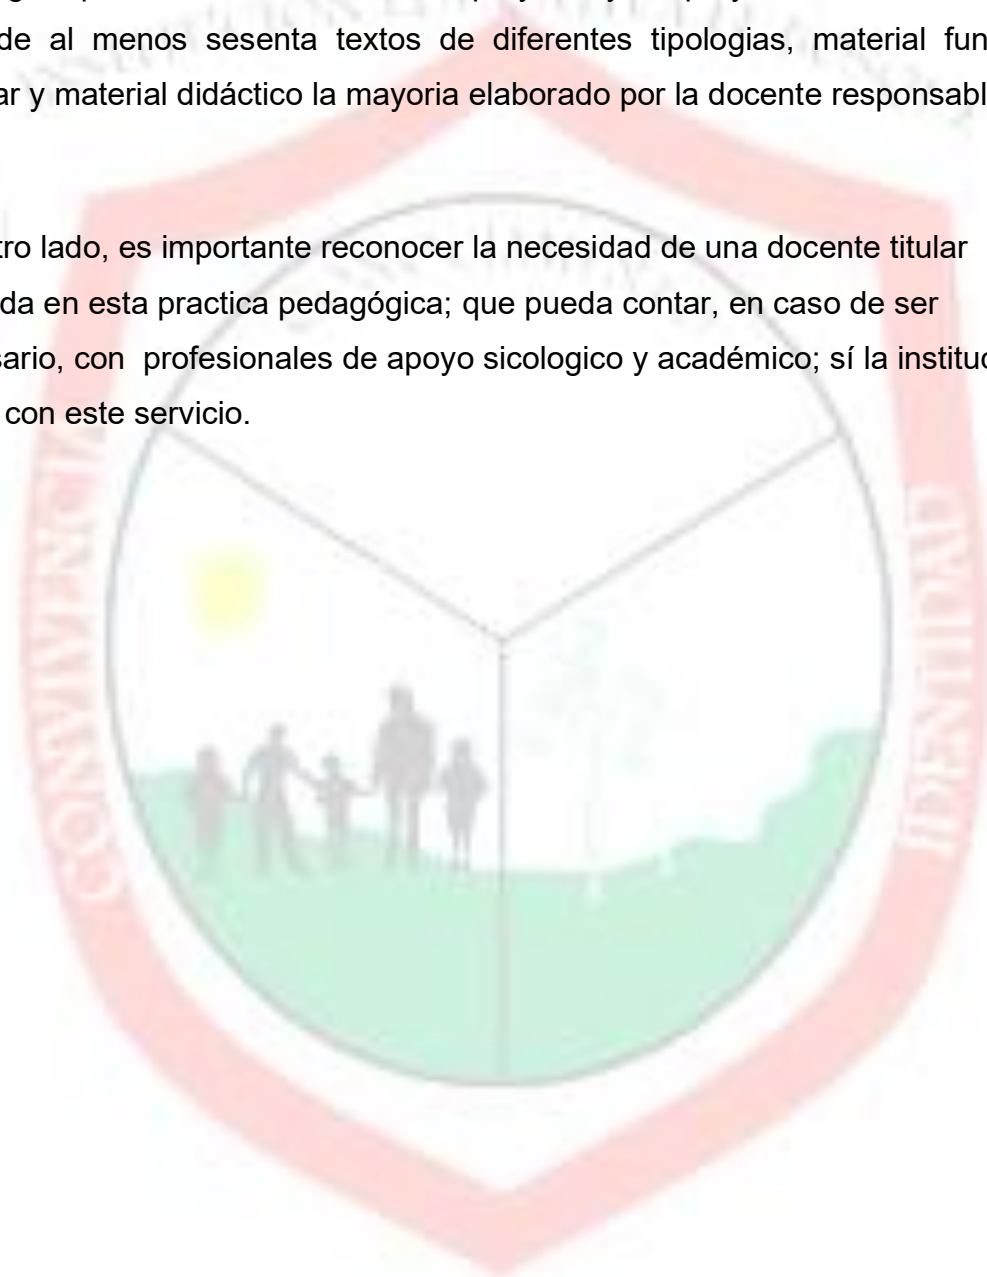 de al menos sesenta textos de diferentes tipologias, material fun
ar y material didáctico la mayoria elaborado por la docente responsabl
tro lado, es importante reconocer la necesidad de una docente titular
da en esta practica pedagógica; que pueda contar, en caso de ser
sario, con profesionales de apoyo sicologico y académico; sí la instituc
con este servicio.
CONVIVENCIA
IDENTIDAD